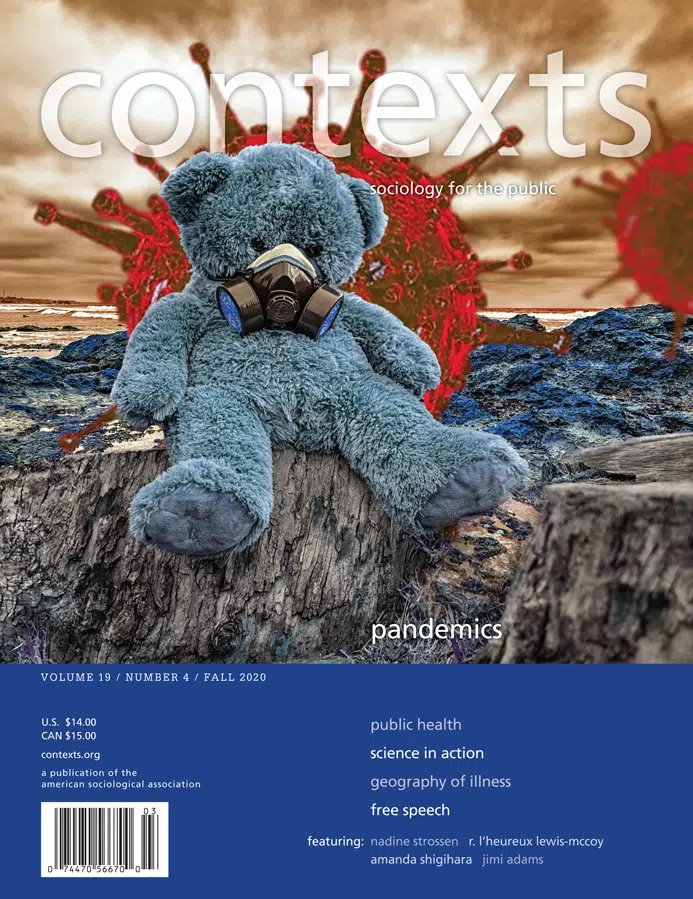 contexts
sociology for the public
pandemics
VOLUME 19 / NUMBER 4 / FALL 2020
U.S. $14.00
CAN $15.00
contexts.org
a publication of the
american sociological association
03
0 74470 56670 0
public health
science in action
geography of illness
free speech
featuring: nadine strossen r. l'heureux lewis-mccoy
amanda shigihara jimi adams